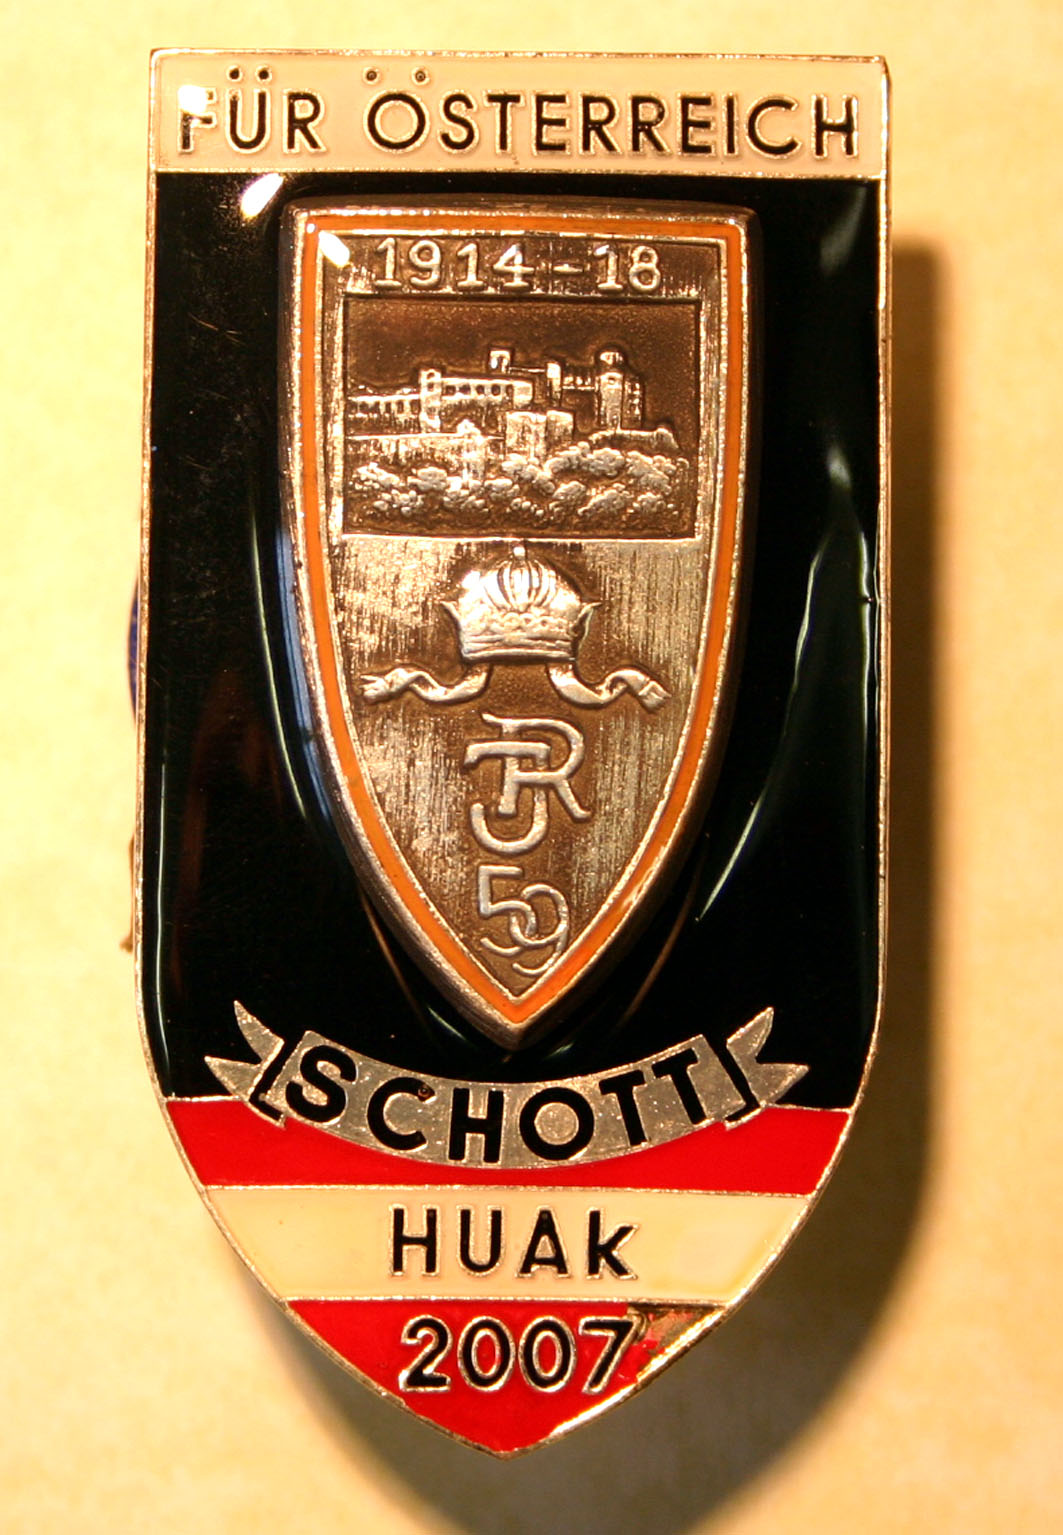 FÜR ÖSTERREICH
1914-18
JR
59
SCHOTT
HUAk
2007